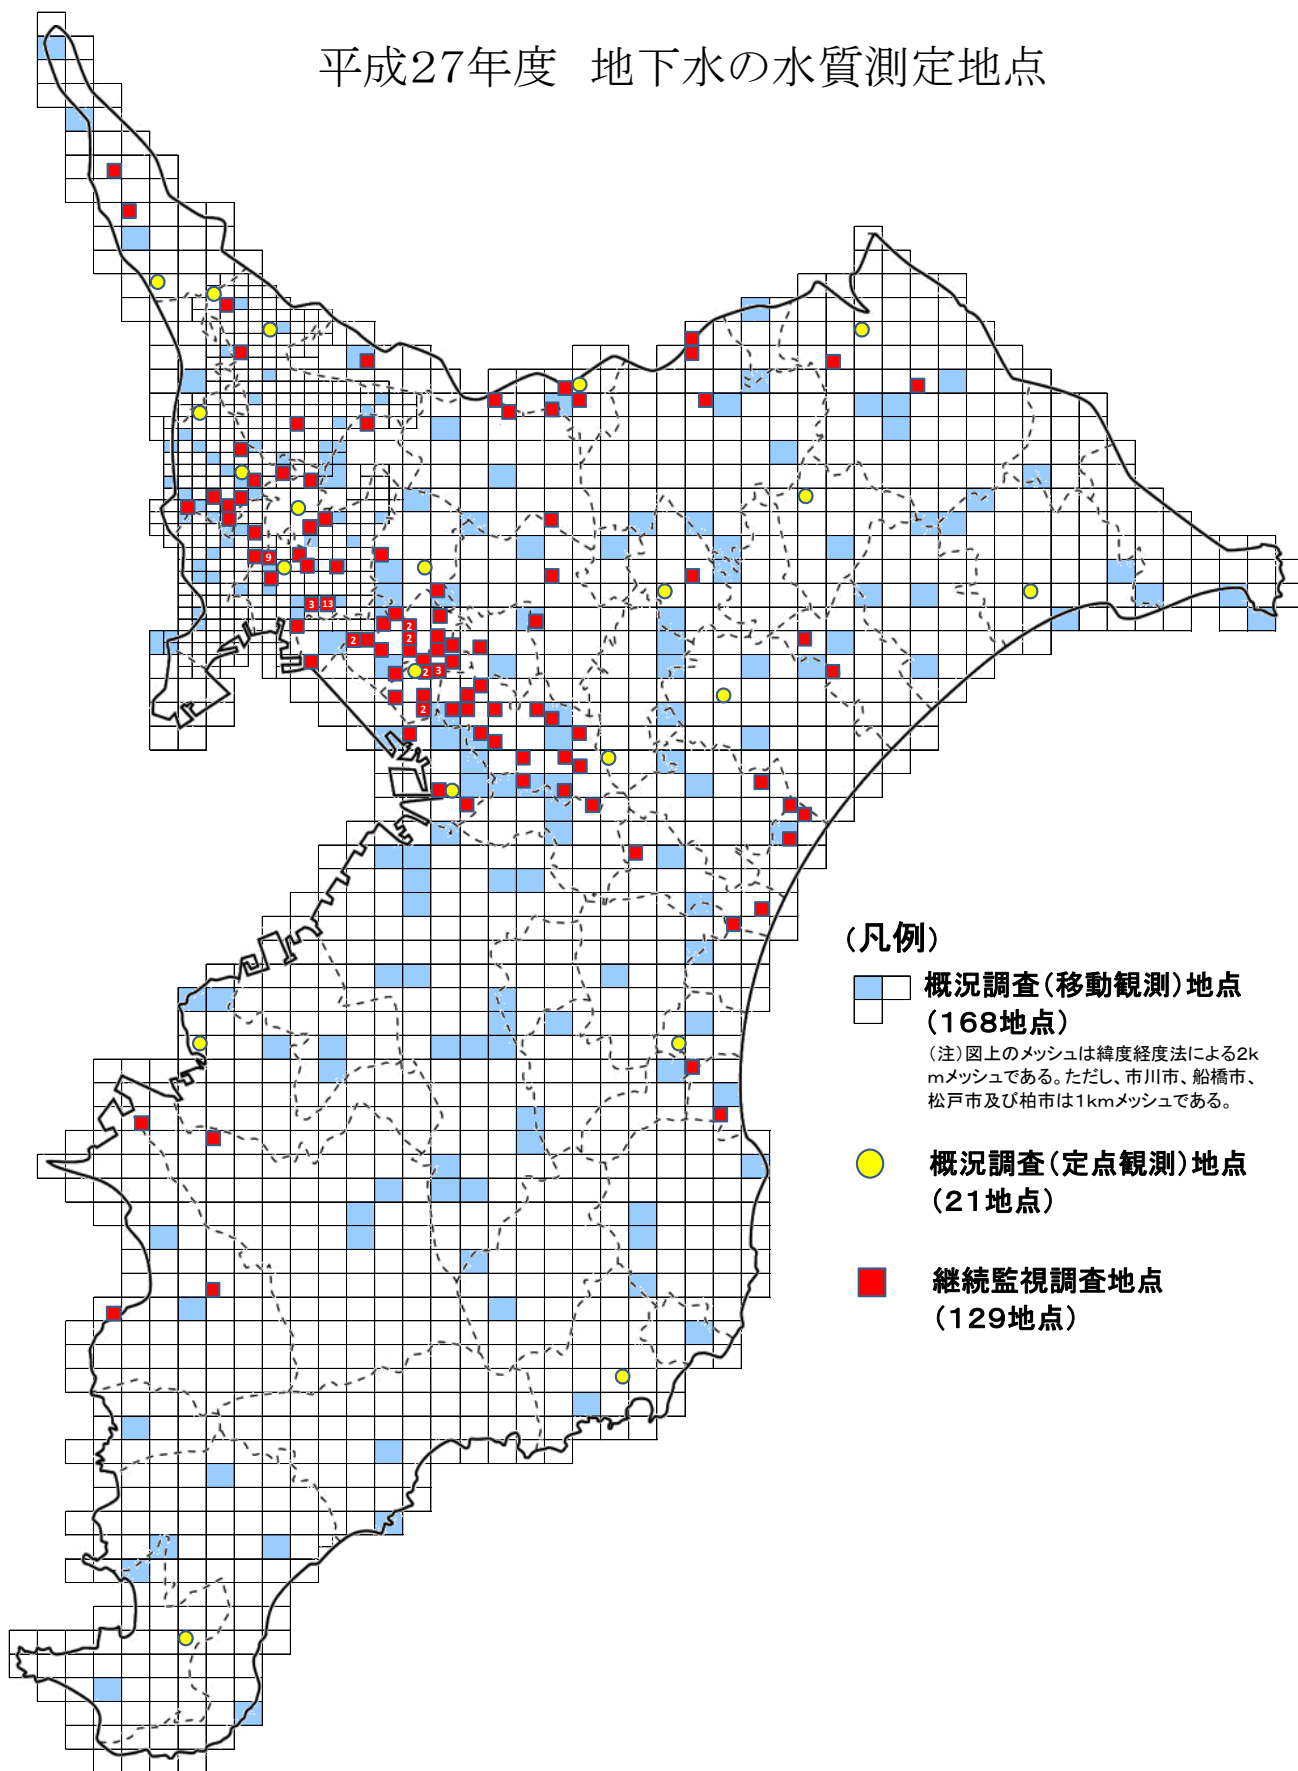 平成27年度　地下水の水質測定地点
9
3 13
2
2
2
2 3
2
（凡例）
概況調査（移動観測）地点
（168地点）
（注）図上のメッシュは緯度経度法による2k
mメッシュである。ただし、市川市、船橋市、
松戸市及び柏市は1kmメッシュである。
概況調査（定点観測）地点
（21地点）
継続監視調査地点
（129地点）